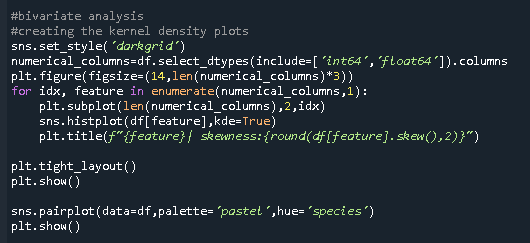 #bivariate analysis
#creating the kernel density plots
sns.set_style('darkgrid')
numerical_columns=df.select_dtypes(include=['int64','float64']).columns
plt.figure(figsize=(14,len(numerical_columns)*3))
for idx, feature in enumerate(numerical_columns,1):
    plt.subplot(len(numerical_columns),2,idx)
    sns.histplot(df[feature],kde=True)
    plt.title(f"{feature}| skewness:{round(df[feature].skew(),2)}")

plt.tight_layout()
plt.show()

sns.pairplot(data=df,palette='pastel',hue='species')
plt.show()